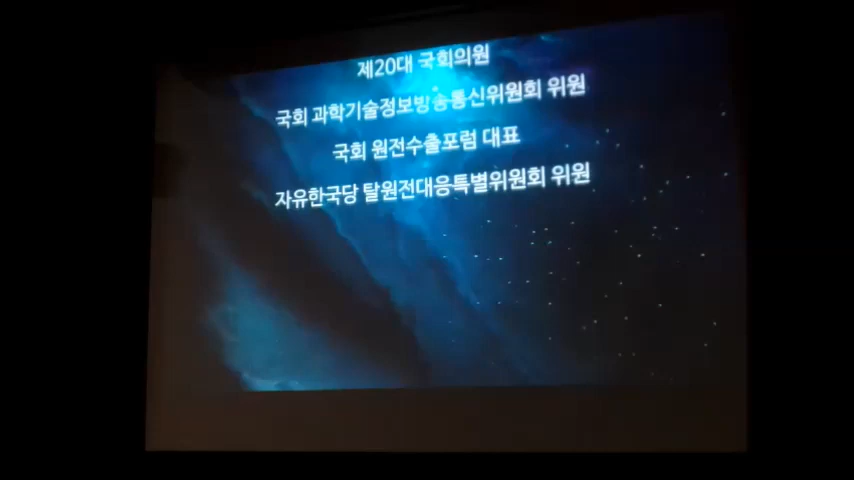 제20대 국회의원
국회 과학기술정보방송통신위원회 위원
국회 원전수출포럼 대표
자유한국당 탈원전대응특별위원회 위원